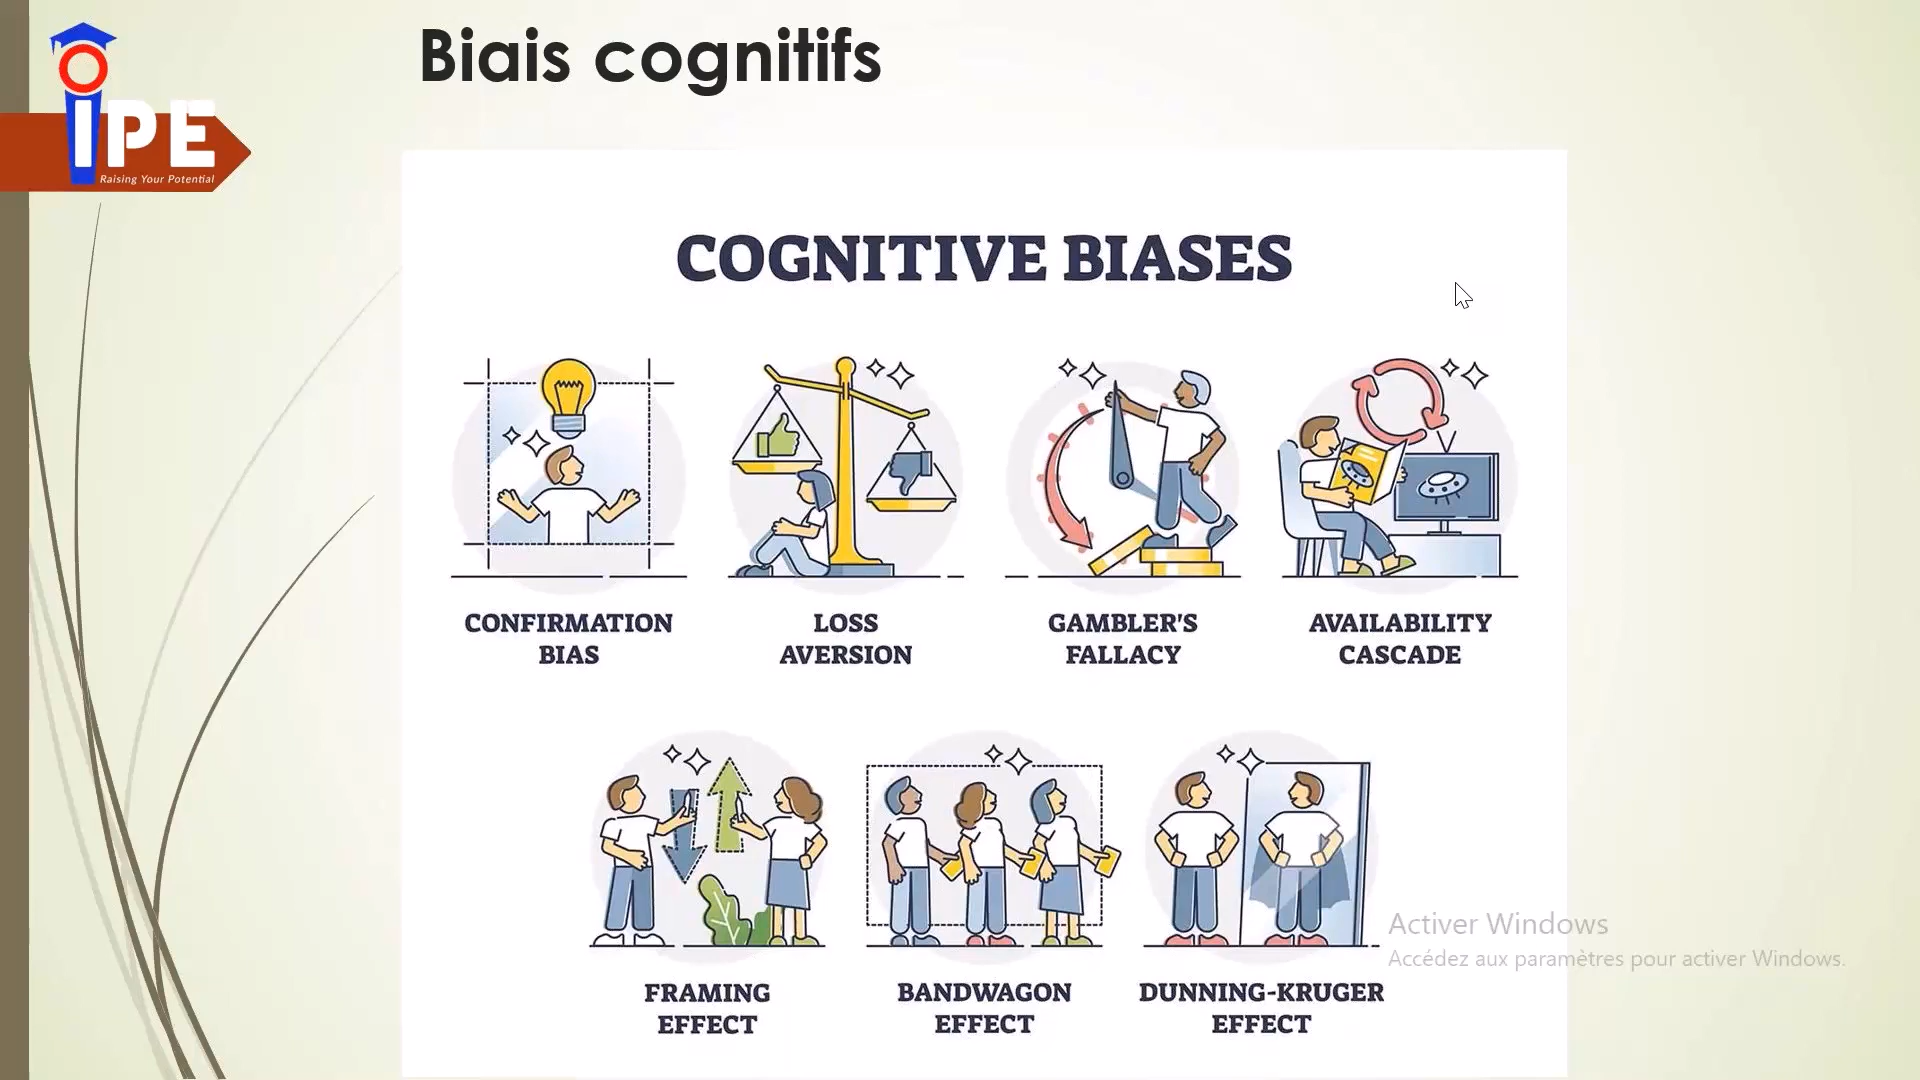 Biais cognitifs
IPE
Raising Your Potential
COGNITIVE BIASES
CONFIRMATION
BIAS
LOSS
AVERSION
GAMBLER'S
FALLACY
AVAILABILITY
CASCADE
FRAMING
EFFECT
BANDWAGON
EFFECT
DUNNING-KRUGER
EFFECT
Activer Windows
Accédez aux paramètres pour activer Windows.